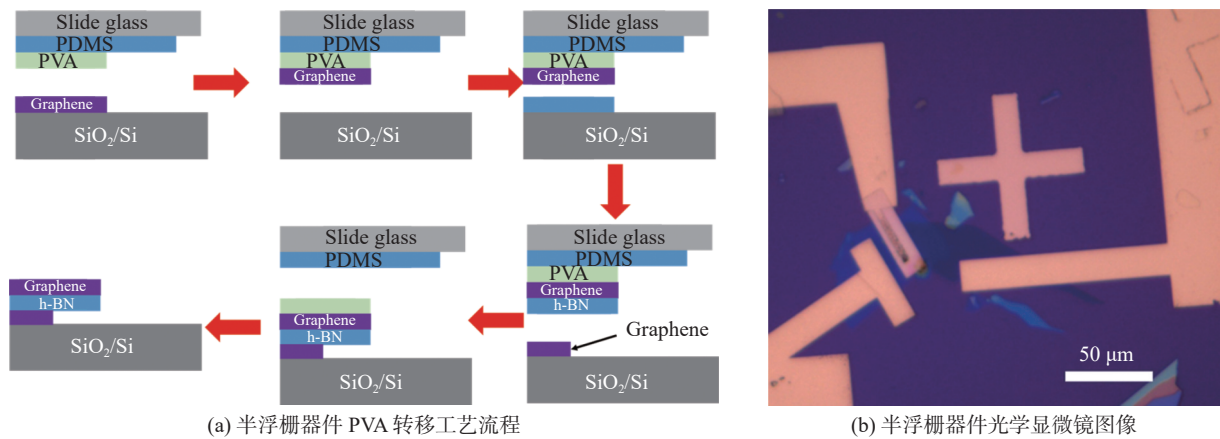 Slide glass
PDMS
PVA
Graphene
SiO₂/Si
Slide glass
PDMS
PVA
Graphene
SiO₂/Si
Slide glass
PDMS
PVA
Graphene
SiO₂/Si
Slide glass
PDMS
PVA
Graphene
h-BN
Graphene
SiO₂/Si
Slide glass
PDMS
Graphene
h-BN
SiO₂/Si
Graphene
h-BN
SiO₂/Si
(a) 半浮栅器件 PVA 转移工艺流程
50 μm
(b) 半浮栅器件光学显微镜图像